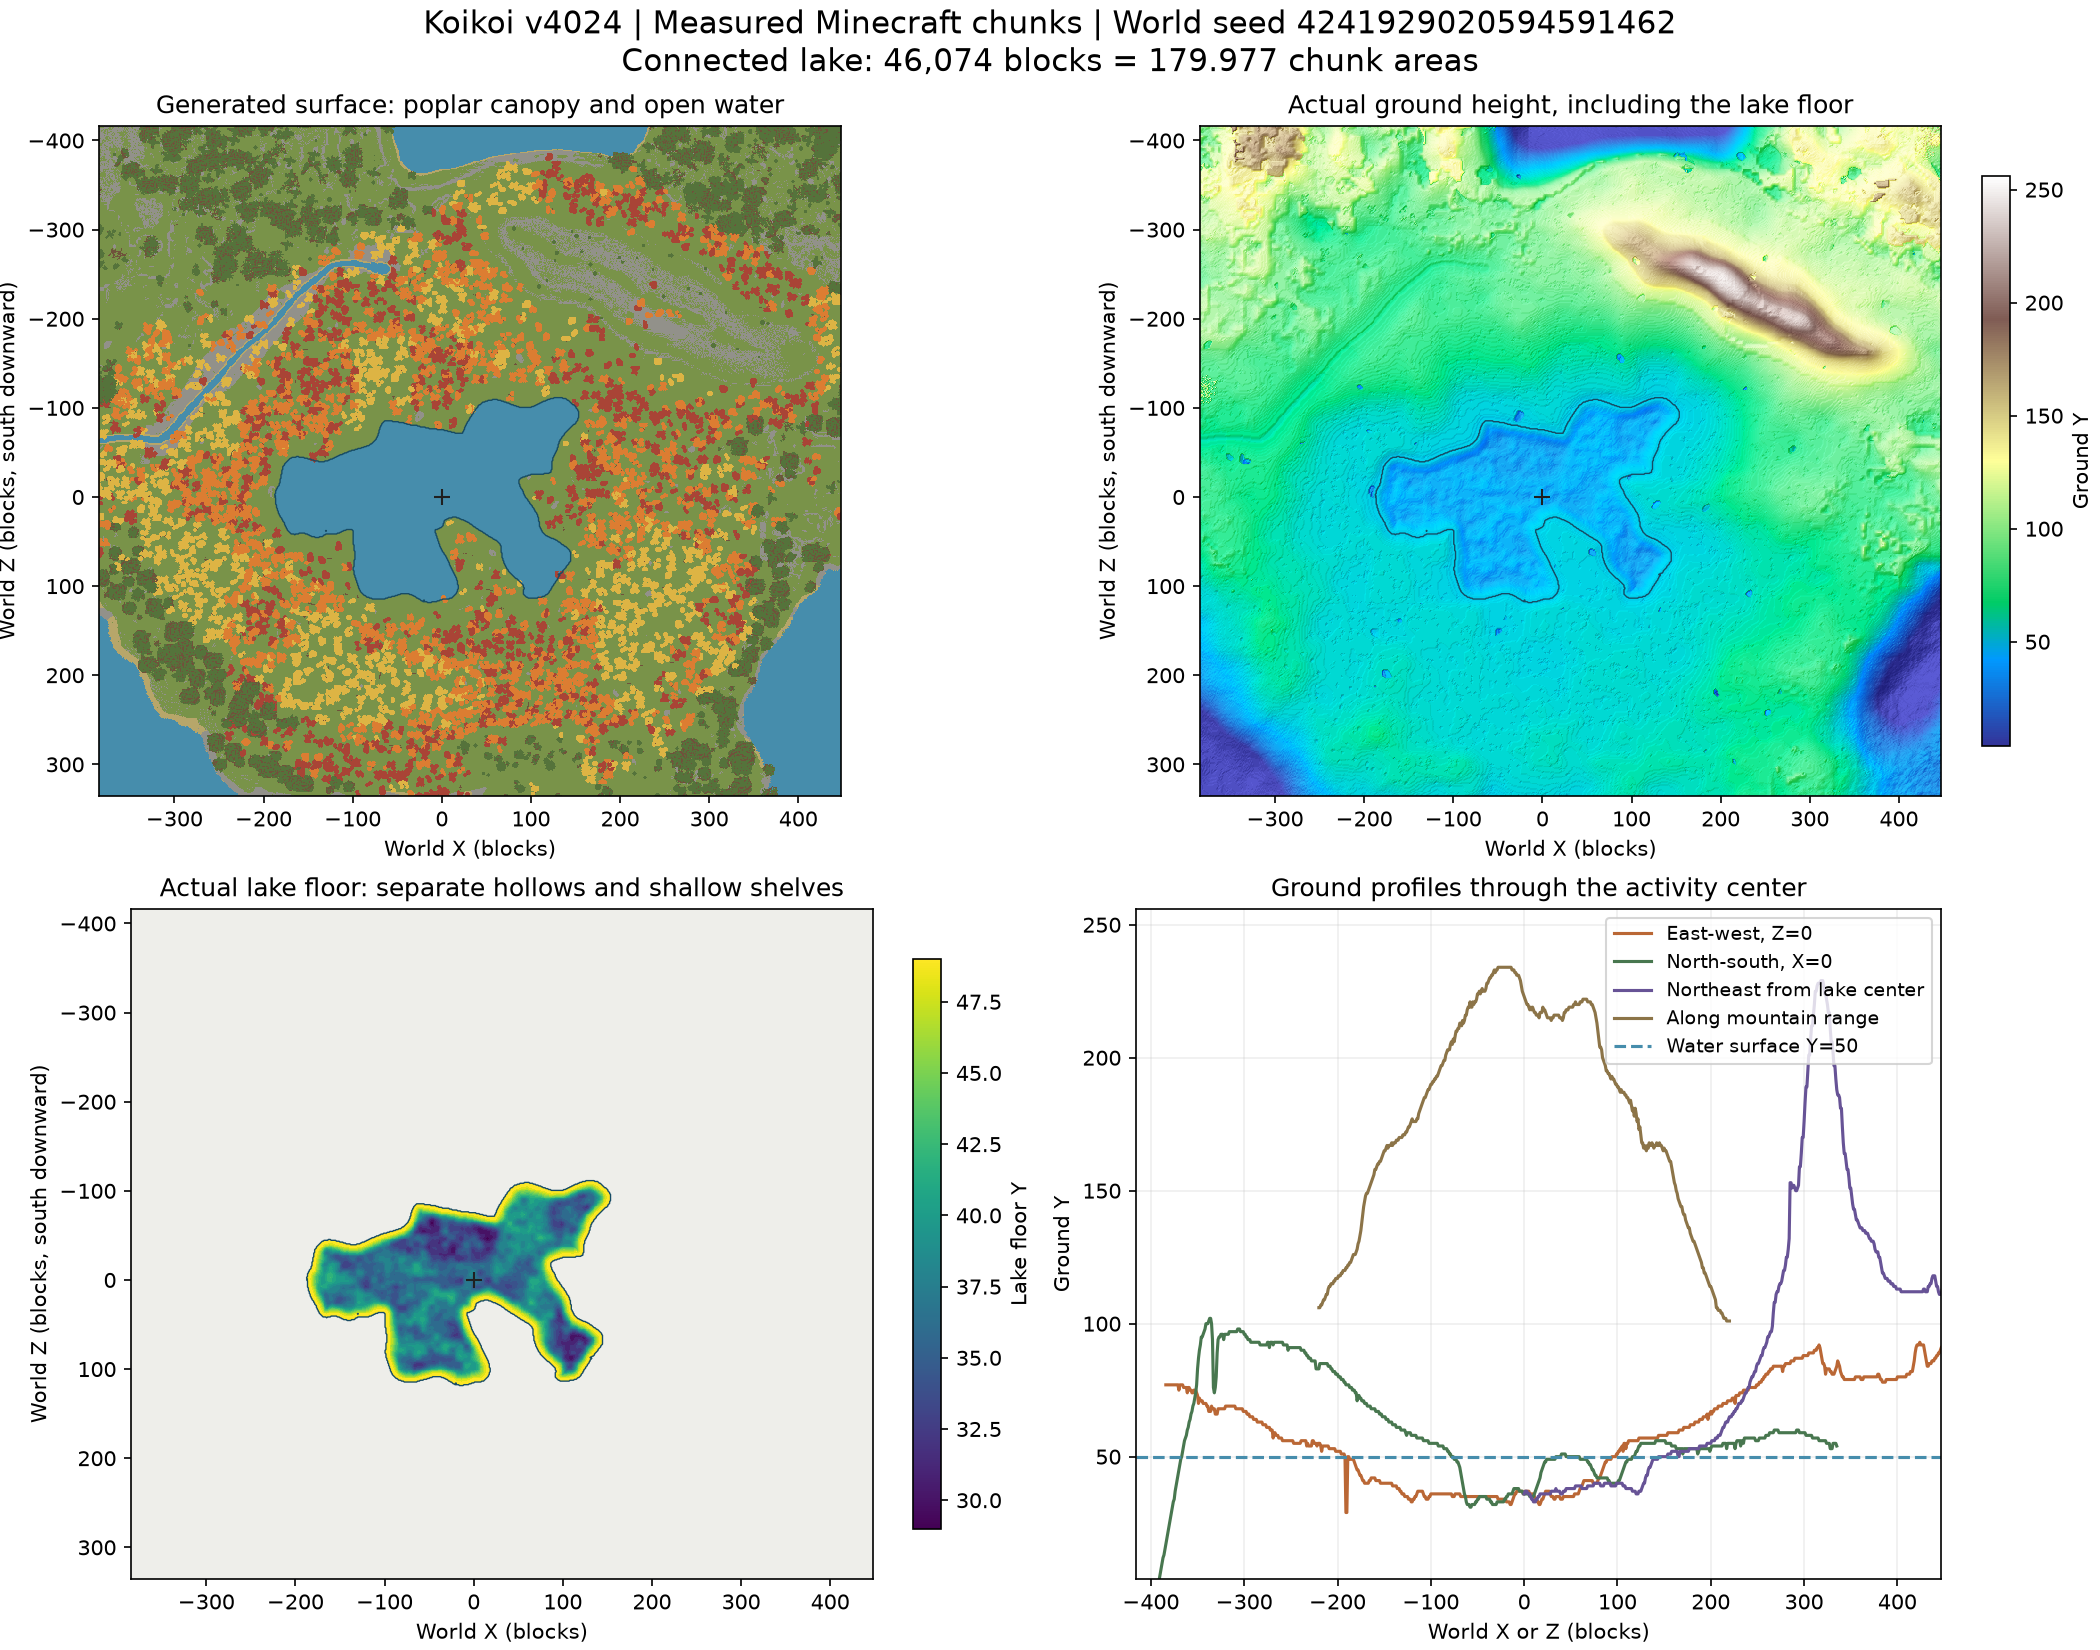 Koikoi v4024 | Measured Minecraft chunks | World seed 4241929020594591462
Connected lake: 46,074 blocks = 179.977 chunk areas
Generated surface: poplar canopy and open water
−400
−300
−200
−100
0
100
200
300
World Z (blocks, south downward)
−300 −200 −100 0 100 200 300 400
World X (blocks)
Actual ground height, including the lake floor
−400
−300
−200
−100
0
100
200
300
World Z (blocks, south downward)
−300 −200 −100 0 100 200 300 400
World X (blocks)
250
200
150
100
50
Ground Y
Actual lake floor: separate hollows and shallow shelves
−400
−300
−200
−100
0
100
200
300
World Z (blocks, south downward)
−300 −200 −100 0 100 200 300 400
World X (blocks)
47.5
45.0
42.5
40.0
37.5
35.0
32.5
30.0
Lake floor Y
Ground profiles through the activity center
250
200
150
100
50
Ground Y
East-west, Z=0
North-south, X=0
Northeast from lake center
Along mountain range
Water surface Y=50
−400 −300 −200 −100 0 100 200 300 400
World X or Z (blocks)